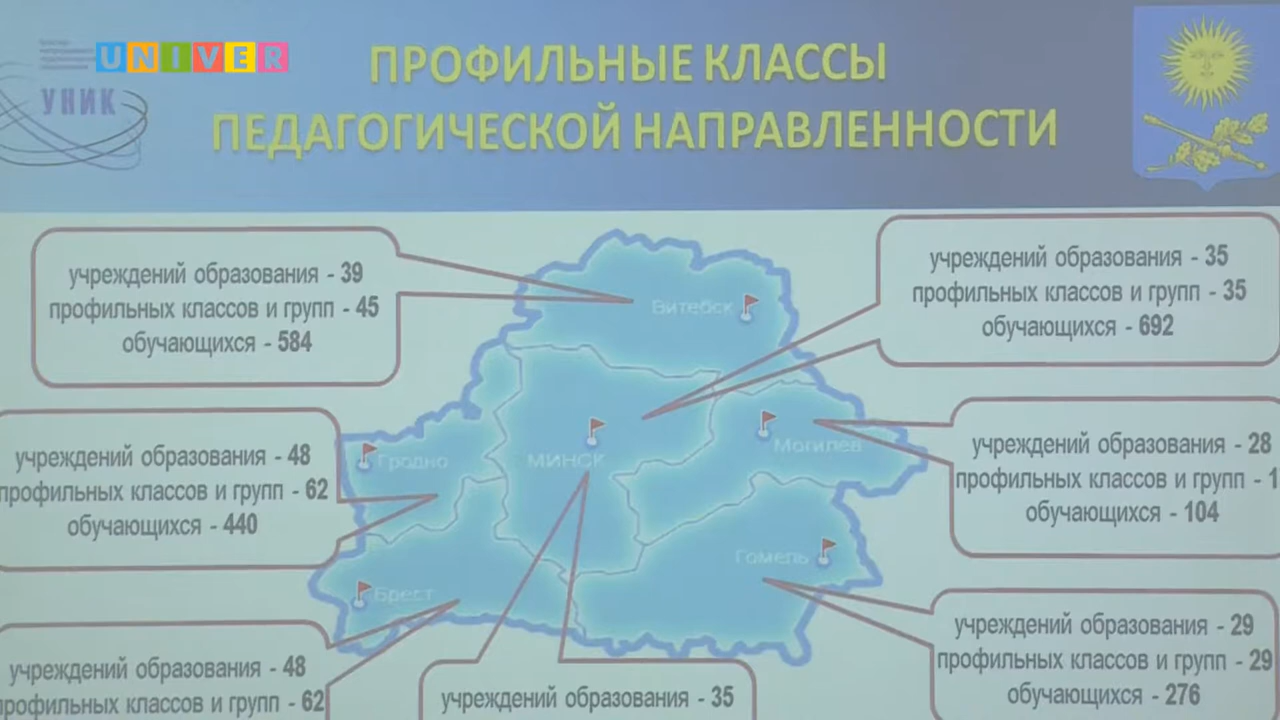 UNIVER
УНИК
ПРОФИЛЬНЫЕ КЛАССЫ
ПЕДАГОГИЧЕСКОЙ НАПРАВЛЕННОСТИ
учреждений образования - 39
профильных классов и групп - 45
обучающихся - 584
учреждений образования - 35
профильных классов и групп - 35
обучающихся - 692
Витебск
учреждений образования - 48
профильных классов и групп - 62
обучающихся - 440
Гродно
МИНСК
Могилев
учреждений образования - 28
профильных классов и групп - 1
обучающихся - 104
Гомель
Брест
учреждений образования - 29
профильных классов и групп - 29
обучающихся - 276
учреждений образования - 48
профильных классов и групп - 62
учреждений образования - 35